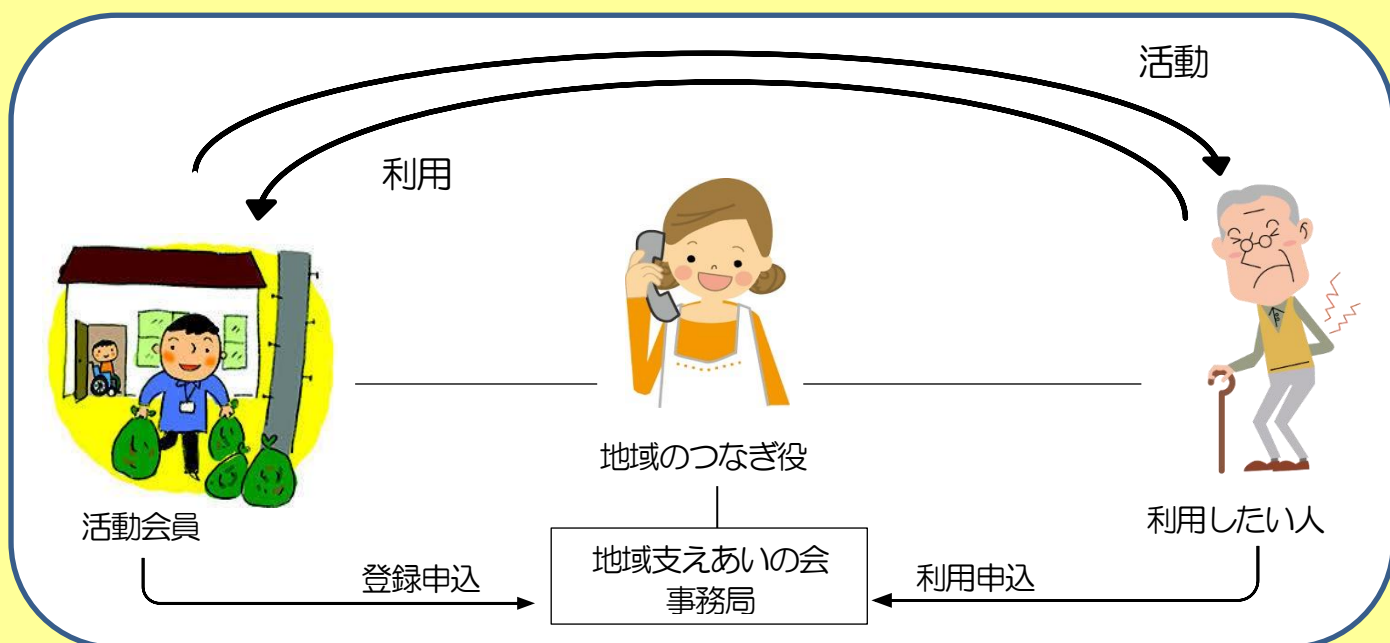 活動
利用
地域のつなぎ役
活動会員
利用したい人
登録申込
地域支えあいの会
事務局
利用申込